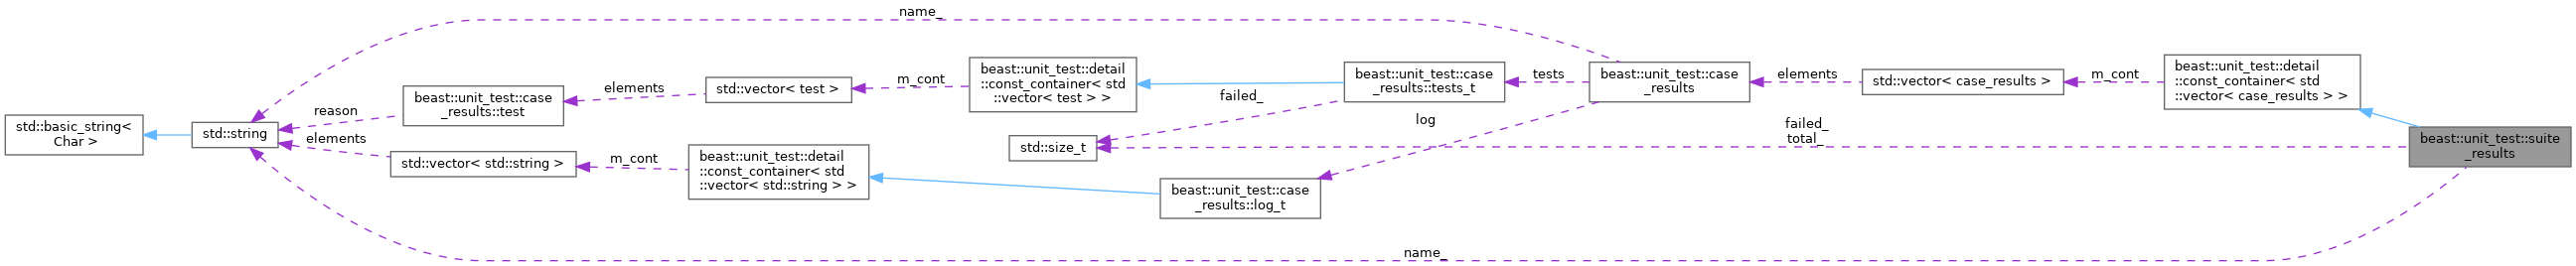 name_
beast::unit_test::detail
::const_container< std
::vector< case_results > >
m_cont
std::vector< case_results >
elements
beast::unit_test::case
_results
tests
beast::unit_test::case
_results::tests_t
beast::unit_test::detail
::const_container< std
::vector< test > >
m_cont
std::vector< test >
elements
beast::unit_test::case
_results::test
reason
std::basic_string<
Char >
std::string
elements
std::vector< std::string >
m_cont
beast::unit_test::detail
::const_container< std
::vector< std::string > >
failed_
std::size_t
log
beast::unit_test::case
_results::log_t
failed_
total_
beast::unit_test::suite
_results
name_